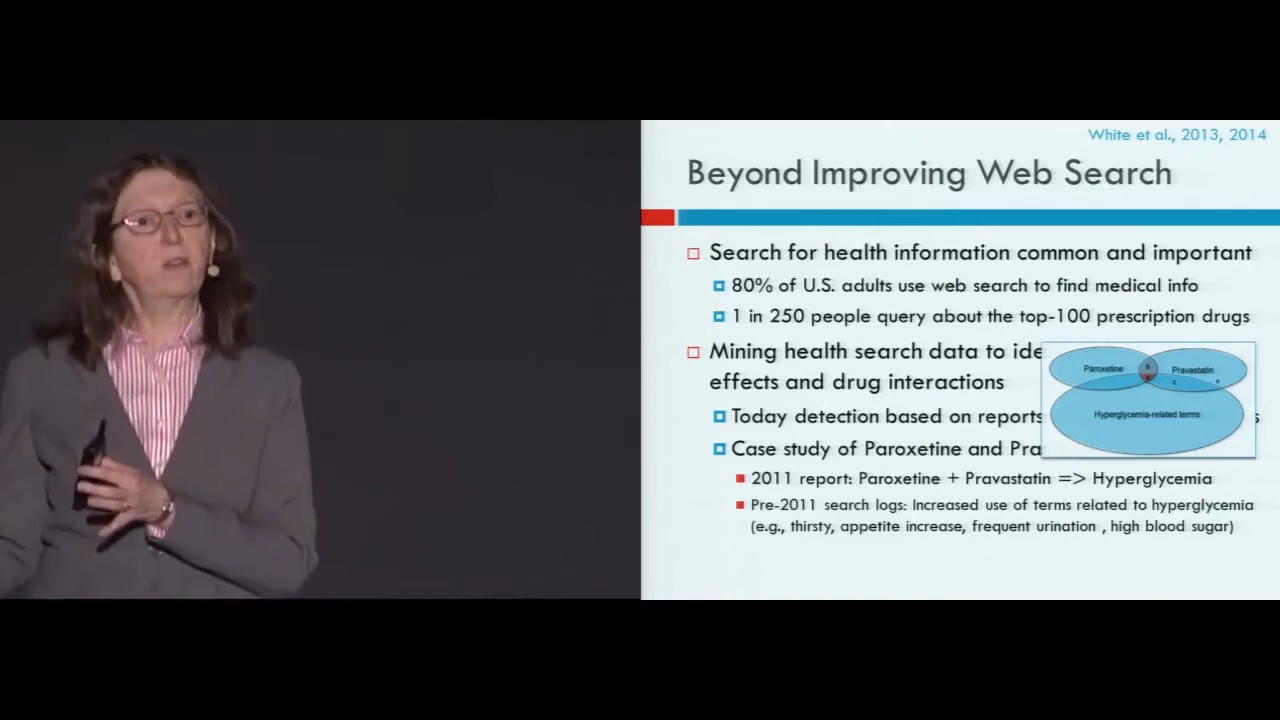 White et al., 2013, 2014
Beyond Improving Web Search
Search for health information common and important
80% of U.S. adults use web search to find medical info
1 in 250 people query about the top-100 prescription drugs
Mining health search data to ide
effects and drug interactions
Today detection based on reports s
Case study of Paroxetine and Pra
2011 report: Paroxetine + Pravastatin => Hyperglycemia
Pre-2011 search logs: Increased use of terms related to hyperglycemia
(e.g., thirsty, appetite increase, frequent urination , high blood sugar)
Paroxetine b Pravastatin
c
Hyperglycemia-related terms